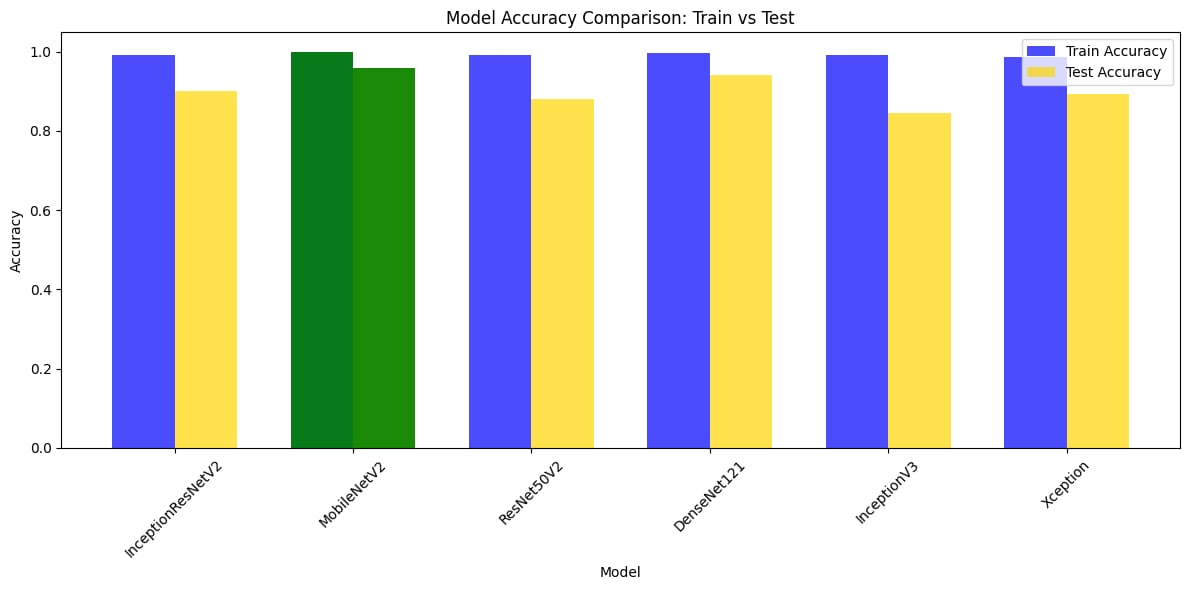 Model Accuracy Comparison: Train vs Test
Train Accuracy
Test Accuracy
Accuracy
1.0
0.8
0.6
0.4
0.2
0.0
InceptionResNetV2
MobileNetV2
ResNet50V2
DenseNet121
InceptionV3
Xception
Model